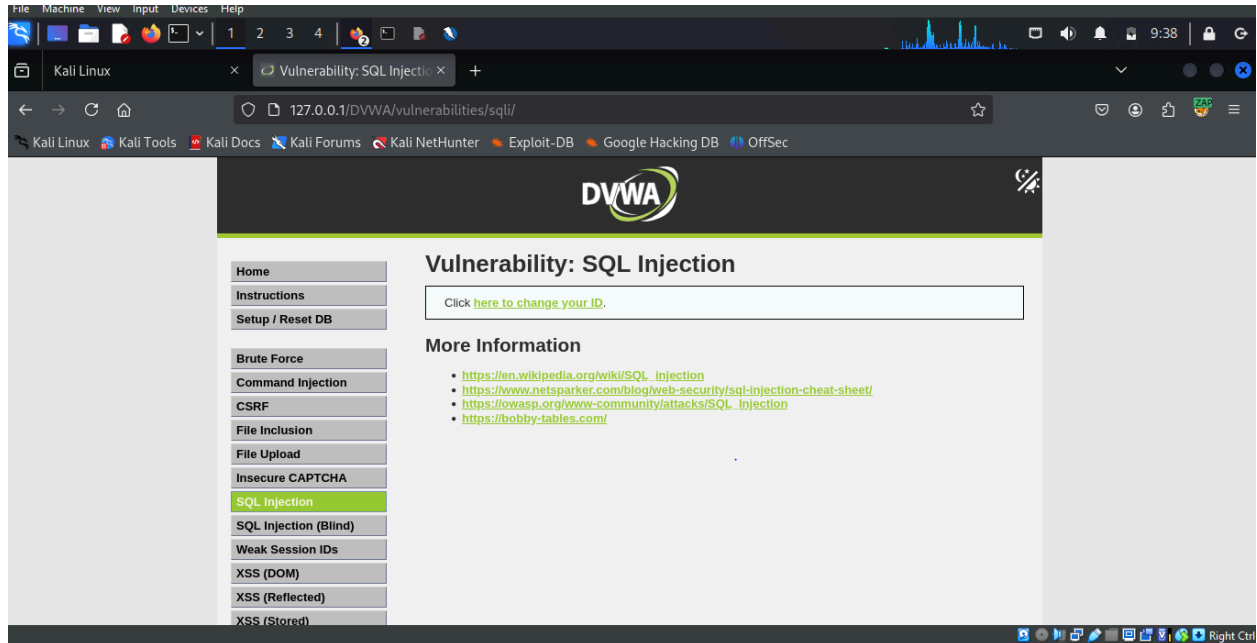 File Machine View Input Devices Help
1 2 3 4 9:38
Kali Linux × Vulnerability: SQL Injectio × +
127.0.0.1/DVWA/vulnerabilities/sqli/ ZAP
Kali Linux Kali Tools Kali Docs Kali Forums Kali NetHunter Exploit-DB Google Hacking DB OffSec
DVWA
Home
Instructions
Setup / Reset DB
Brute Force
Command Injection
CSRF
File Inclusion
File Upload
Insecure CAPTCHA
SQL Injection
SQL Injection (Blind)
Weak Session IDs
XSS (DOM)
XSS (Reflected)
XSS (Stored)
Vulnerability: SQL Injection
Click here to change your ID.
More Information
https://en.wikipedia.org/wiki/SQL_injection
https://www.netsparker.com/blog/web-security/sql-injection-cheat-sheet/
https://owasp.org/www-community/attacks/SQL_Injection
https://bobby-tables.com/
Right Ctrl